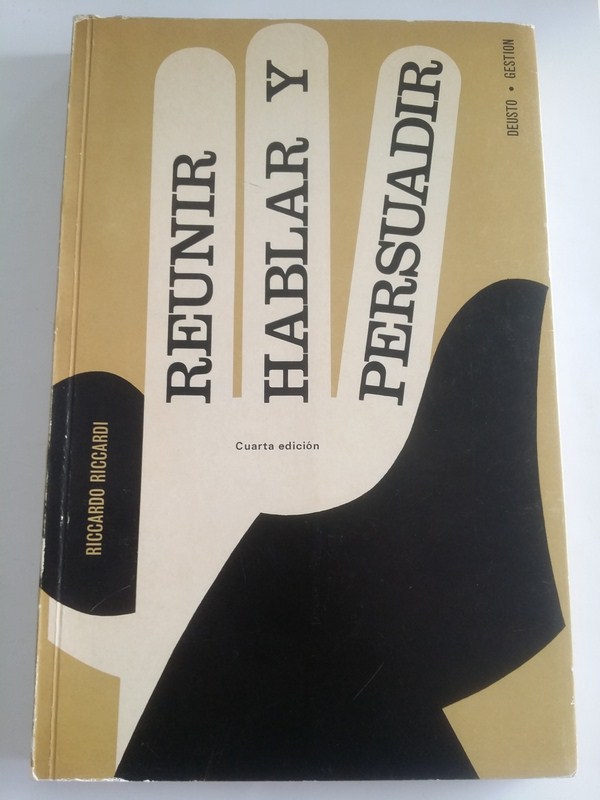 REUNIR
HABLAR Y
PERSUADIR
DEUSTO • GESTION
Cuarta edición
RICCARDO RICCARDI